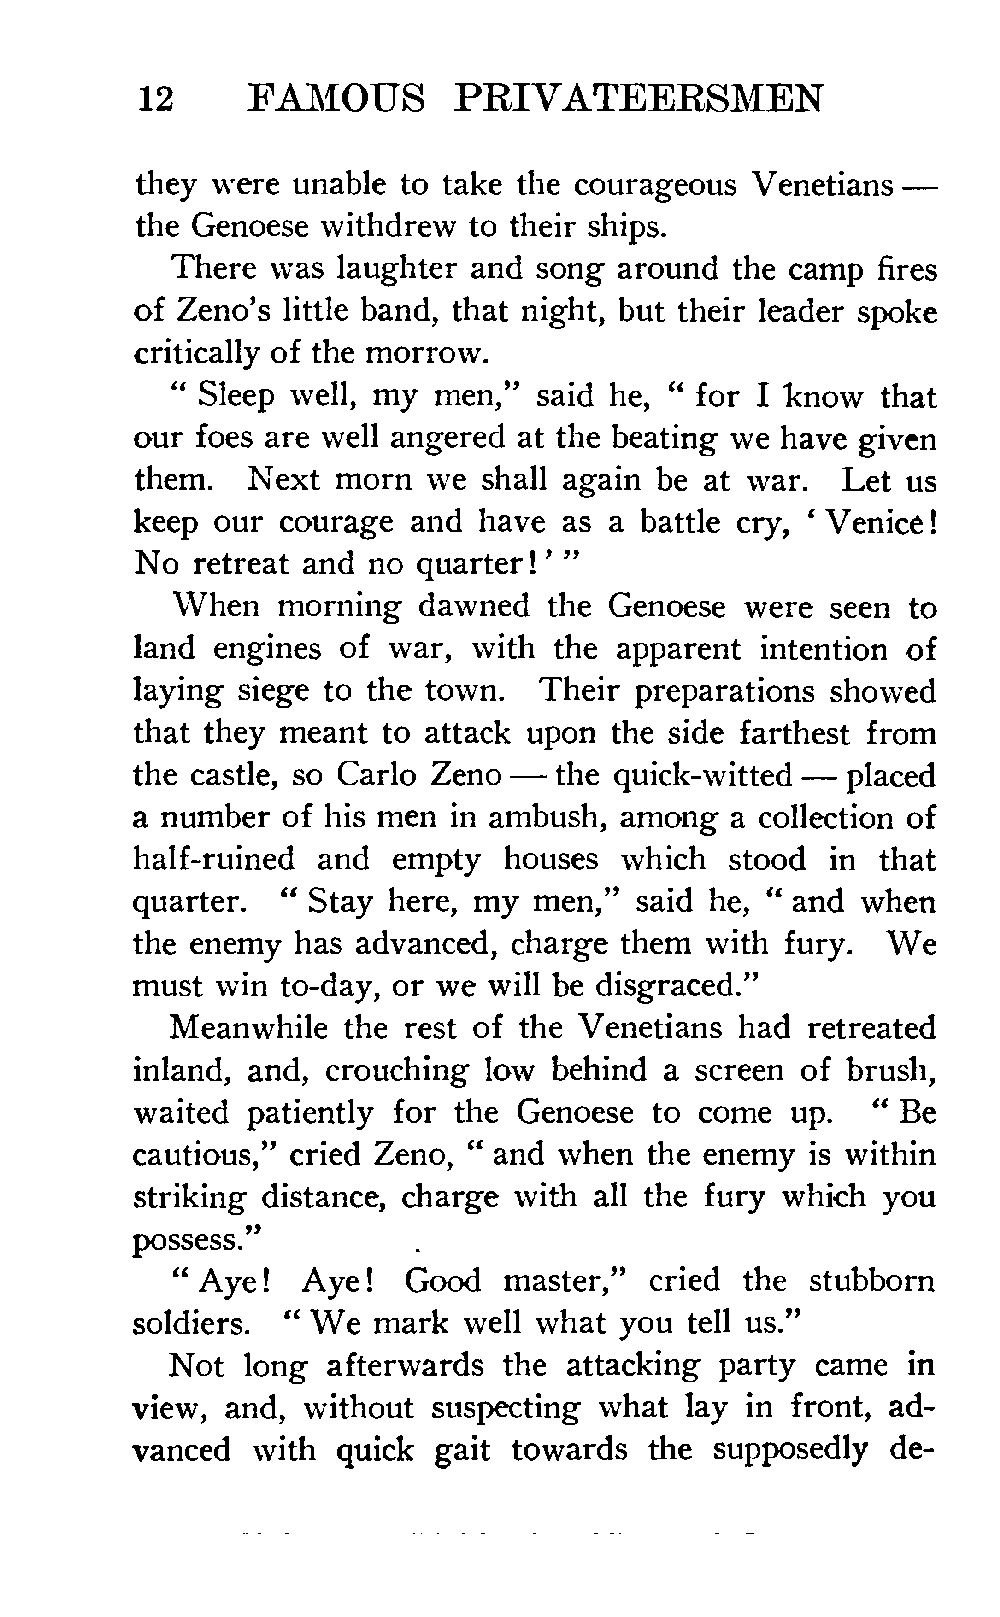 12 FAMOUS PRIVATEERSMEN
they were unable to take the courageous Venetians —
the Genoese withdrew to their ships.
There was laughter and song around the camp fires
of Zeno's little band, that night, but their leader spoke
critically of the morrow.
" Sleep well, my men," said he, " for I know that
our foes are well angered at the beating we have given
them. Next morn we shall again be at war. Let us
keep our courage and have as a battle cry, ' Venice!
No retreat and no quarter!' "
When morning dawned the Genoese were seen to
land engines of war, with the apparent intention of
laying siege to the town. Their preparations showed
that they meant to attack upon the side farthest from
the castle, so Carlo Zeno — the quick-witted — placed
a number of his men in ambush, among a collection of
half-ruined and empty houses which stood in that
quarter. " Stay here, my men," said he, " and when
the enemy has advanced, charge them with fury. We
must win to-day, or we will be disgraced."
Meanwhile the rest of the Venetians had retreated
inland, and, crouching low behind a screen of brush,
waited patiently for the Genoese to come up. " Be
cautious," cried Zeno, " and when the enemy is within
striking distance, charge with all the fury which you
possess."
" Aye! Aye! Good master," cried the stubborn
soldiers. " We mark well what you tell us."
Not long afterwards the attacking party came in
view, and, without suspecting what lay in front, ad-
vanced with quick gait towards the supposedly de-